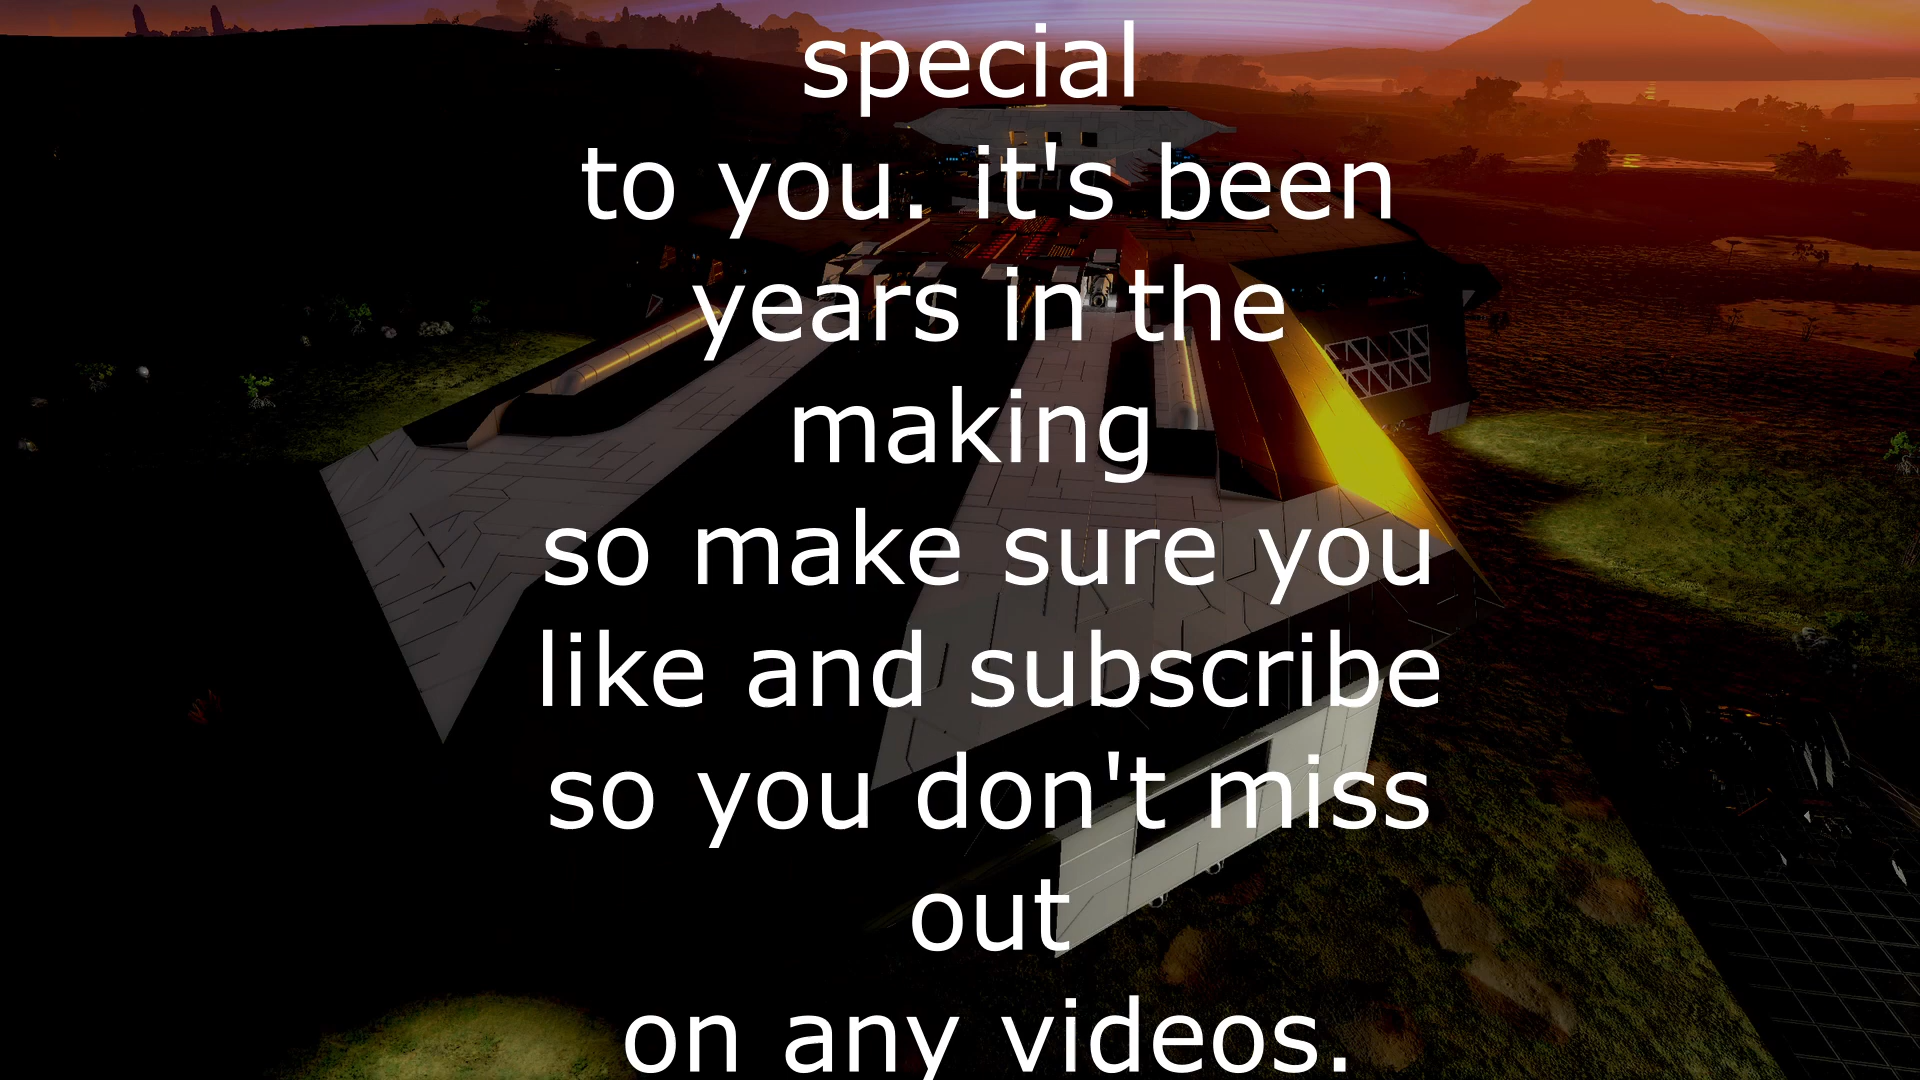 special
to you. it's been
years in the
making
so make sure you
like and subscribe
so you don't miss
out
on any videos.